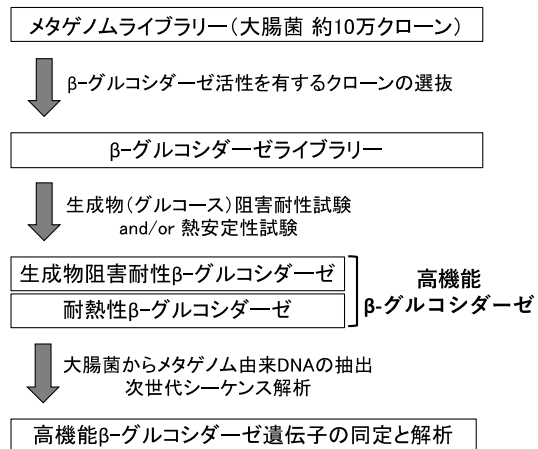 メタゲノムライブラリー(大腸菌 約10万クローン)
β-グルコシダーゼ活性を有するクローンの選抜
β-グルコシダーゼライブラリー
生成物(グルコース)阻害耐性試験
and/or 熱安定性試験
生成物阻害耐性β-グルコシダーゼ
耐熱性β-グルコシダーゼ
高機能
β-グルコシダーゼ
大腸菌からメタゲノム由来DNAの抽出
次世代シーケンス解析
高機能β-グルコシダーゼ遺伝子の同定と解析